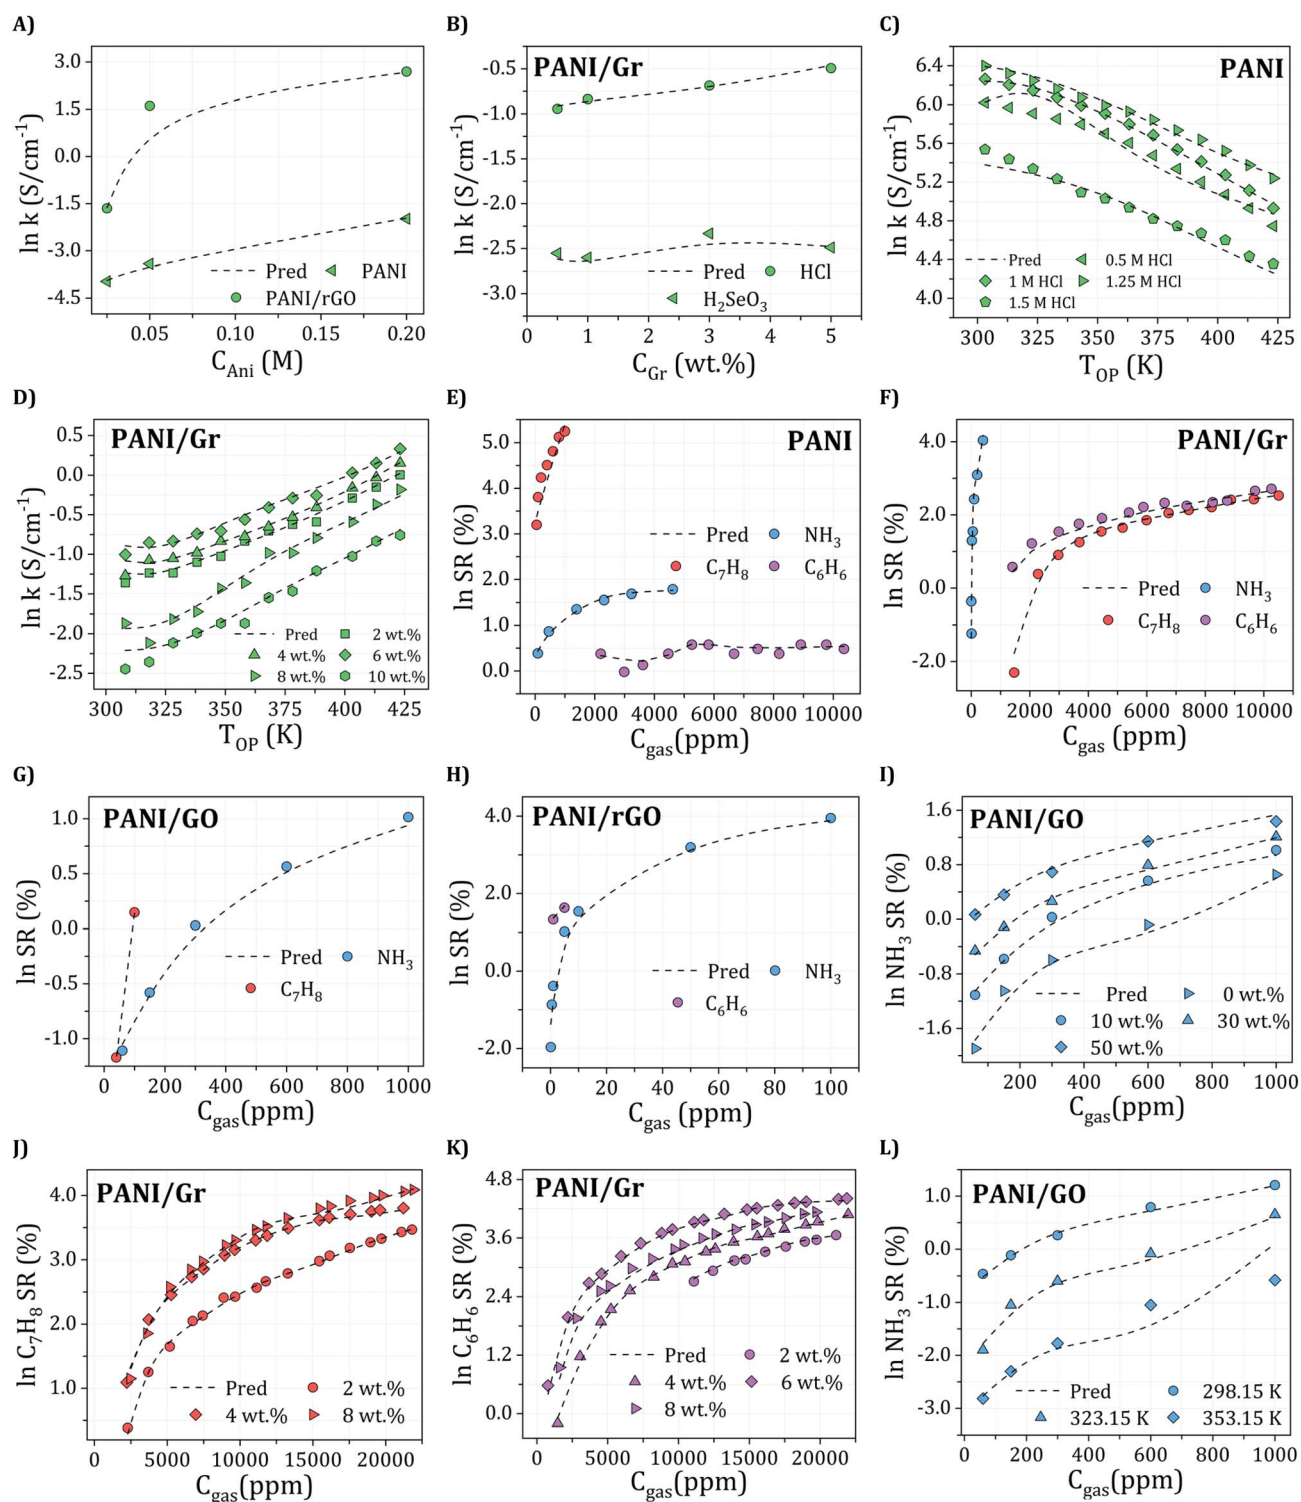 A)
3.0
1.5
0.0
-1.5
-3.0
-4.5
ln k (S/cm⁻¹)
Pred PANI
PANI/rGO
0.05 0.10 0.15 0.20
C_Ani (M)
B)
PANI/Gr
-0.5
-1.0
-1.5
-2.0
-2.5
-3.0
ln k (S/cm⁻¹)
Pred HCl
H₂SeO₃
0 1 2 3 4 5
C_Gr (wt.%)
C)
PANI
6.4
6.0
5.6
5.2
4.8
4.4
4.0
ln k (S/cm⁻¹)
Pred 0.5 M HCl
1 M HCl 1.25 M HCl
1.5 M HCl
300 325 350 375 400 425
T_OP (K)
D)
PANI/Gr
0.5
0.0
-0.5
-1.0
-1.5
-2.0
-2.5
ln k (S/cm⁻¹)
Pred 2 wt.%
4 wt.% 6 wt.%
8 wt.% 10 wt.%
300 325 350 375 400 425
T_OP (K)
E)
PANI
5.0
4.0
3.0
2.0
1.0
0.0
ln SR (%)
Pred NH₃
C₇H₈ C₆H₆
0 2000 4000 6000 8000 10000
C_gas(ppm)
F)
PANI/Gr
4.0
2.0
0.0
-2.0
ln SR (%)
Pred NH₃
C₇H₈ C₆H₆
0 2000 4000 6000 8000 10000
C_gas(ppm)
G)
PANI/GO
1.0
0.5
0.0
-0.5
-1.0
ln SR (%)
Pred NH₃
C₇H₈
0 200 400 600 800 1000
C_gas(ppm)
H)
PANI/rGO
4.0
2.0
0.0
-2.0
ln SR (%)
Pred NH₃
C₆H₆
0 20 40 60 80 100
C_gas (ppm)
I)
PANI/GO
1.6
0.8
0.0
-0.8
-1.6
ln NH₃ SR (%)
Pred 0 wt.%
10 wt.% 30 wt.%
50 wt.%
200 400 600 800 1000
C_gas(ppm)
J)
PANI/Gr
4.0
3.0
2.0
1.0
ln C₇H₈ SR (%)
Pred 2 wt.%
4 wt.% 8 wt.%
0 5000 10000 15000 20000
C_gas(ppm)
K)
PANI/Gr
4.8
3.6
2.4
1.2
0.0
ln C₆H₆ SR (%)
Pred 2 wt.%
4 wt.% 6 wt.%
8 wt.%
0 5000 10000 15000 20000
C_gas(ppm)
L)
PANI/GO
1.0
0.0
-1.0
-2.0
-3.0
ln NH₃ SR (%)
Pred 298.15 K
323.15 K 353.15 K
0 200 400 600 800 1000
C_gas(ppm)